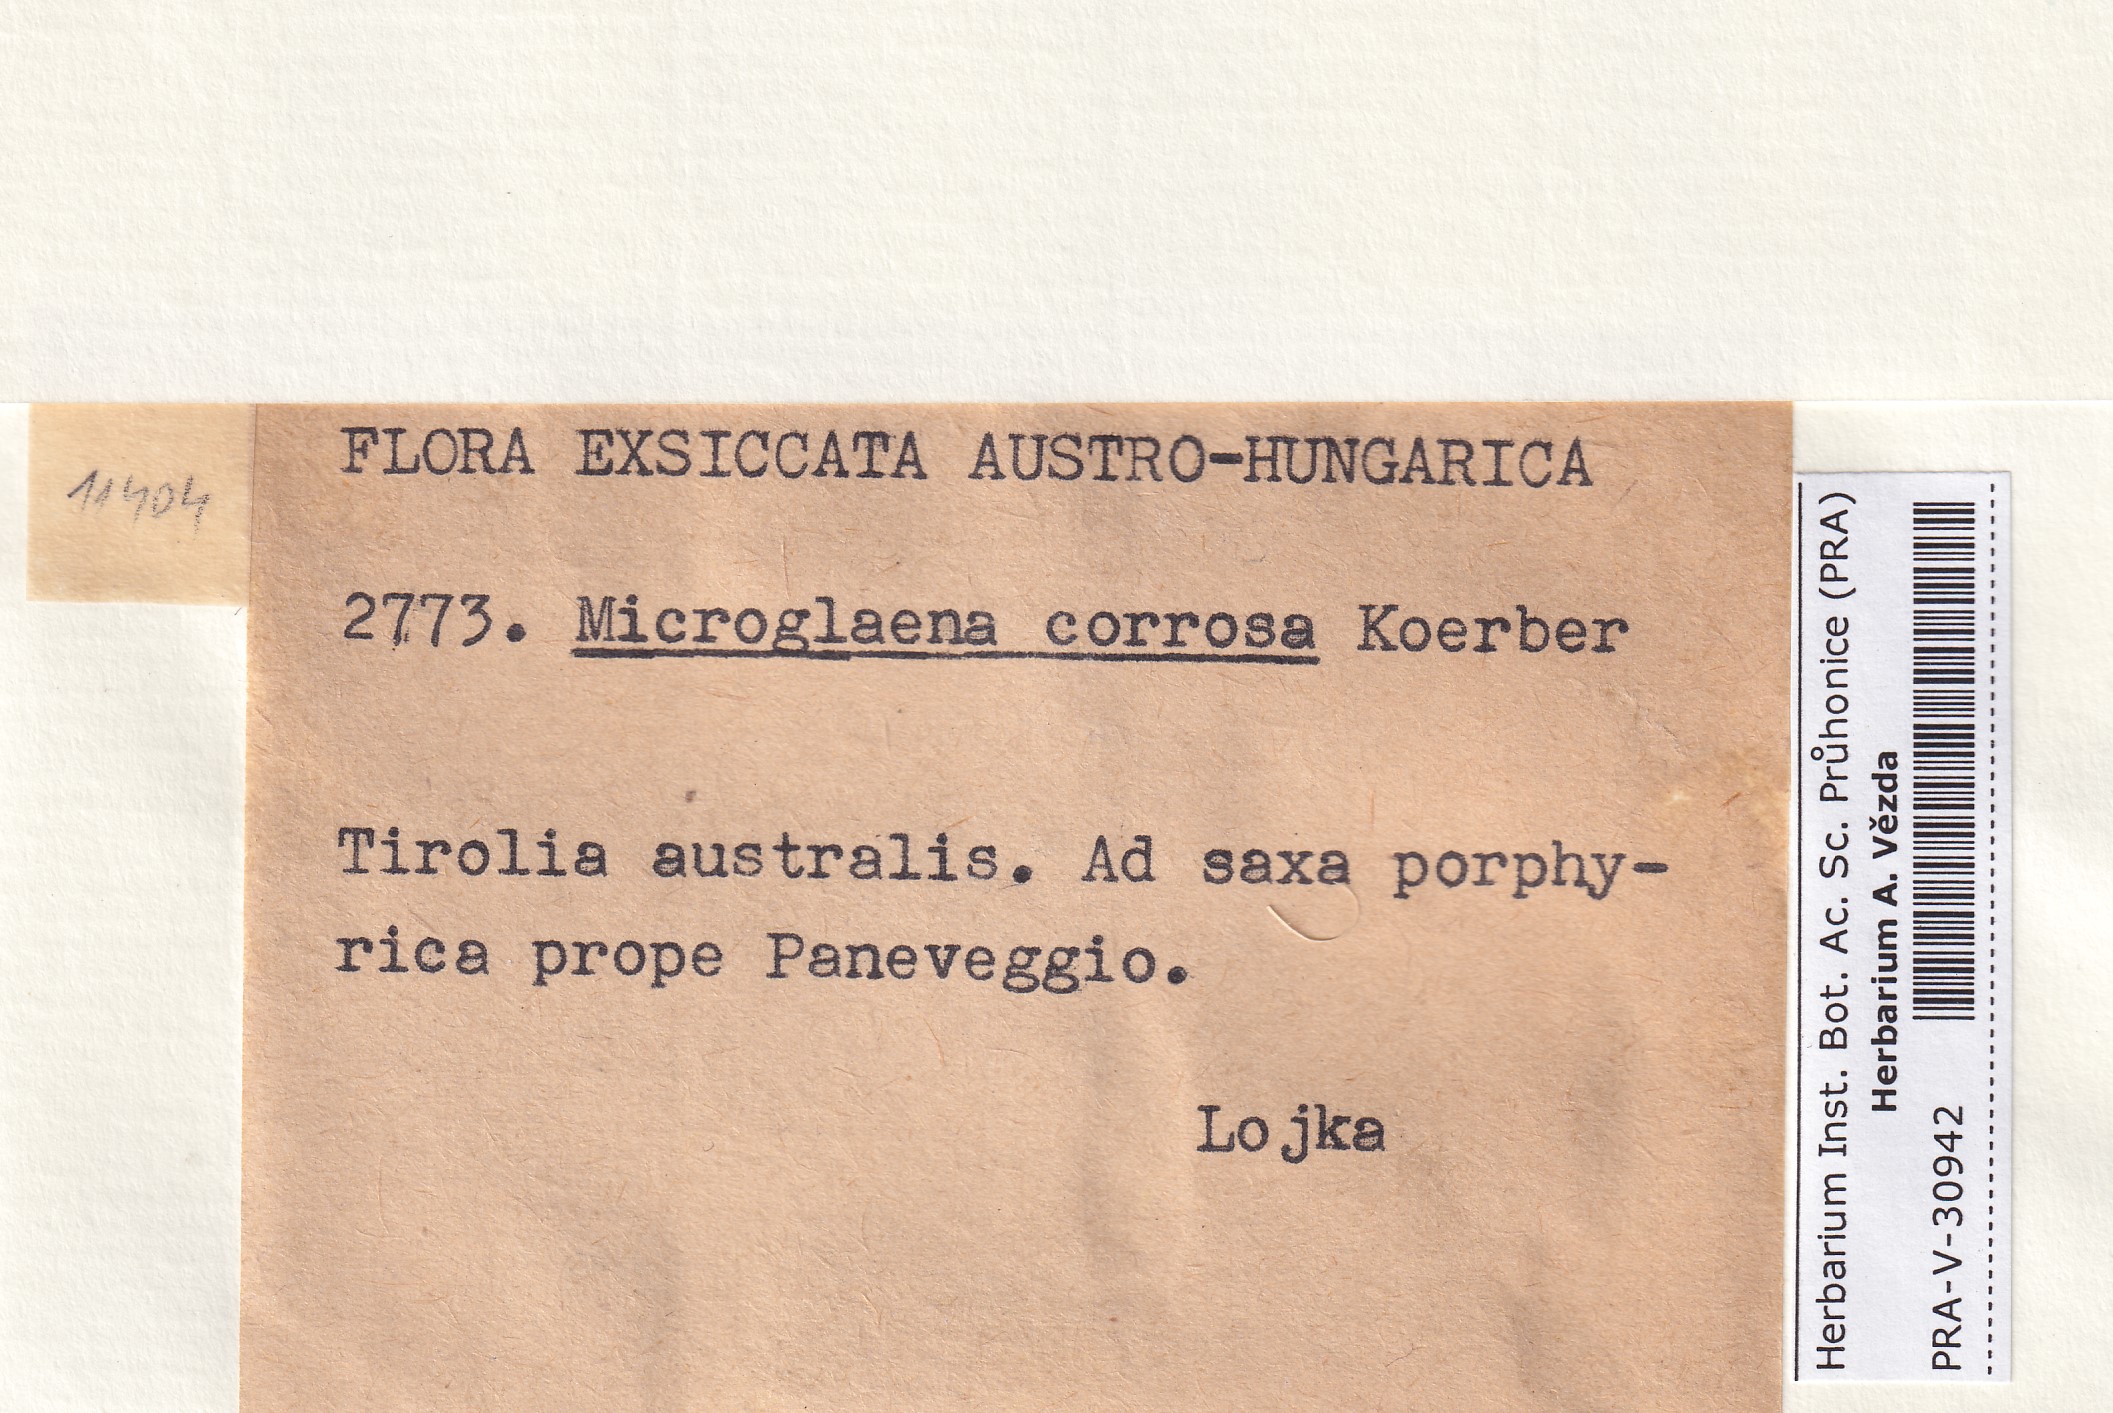 11404
FLORA EXSICCATA AUSTRO-HUNGARICA
2773. Microglaena corrosa Koerber
Tirolia australis. Ad saxa porphy-
rica prope Paneveggio.
Lojka
Herbarium Inst. Bot. Ac. Sc. Průhonice (PRA)
Herbarium A. Vězda
PRA-V-30942